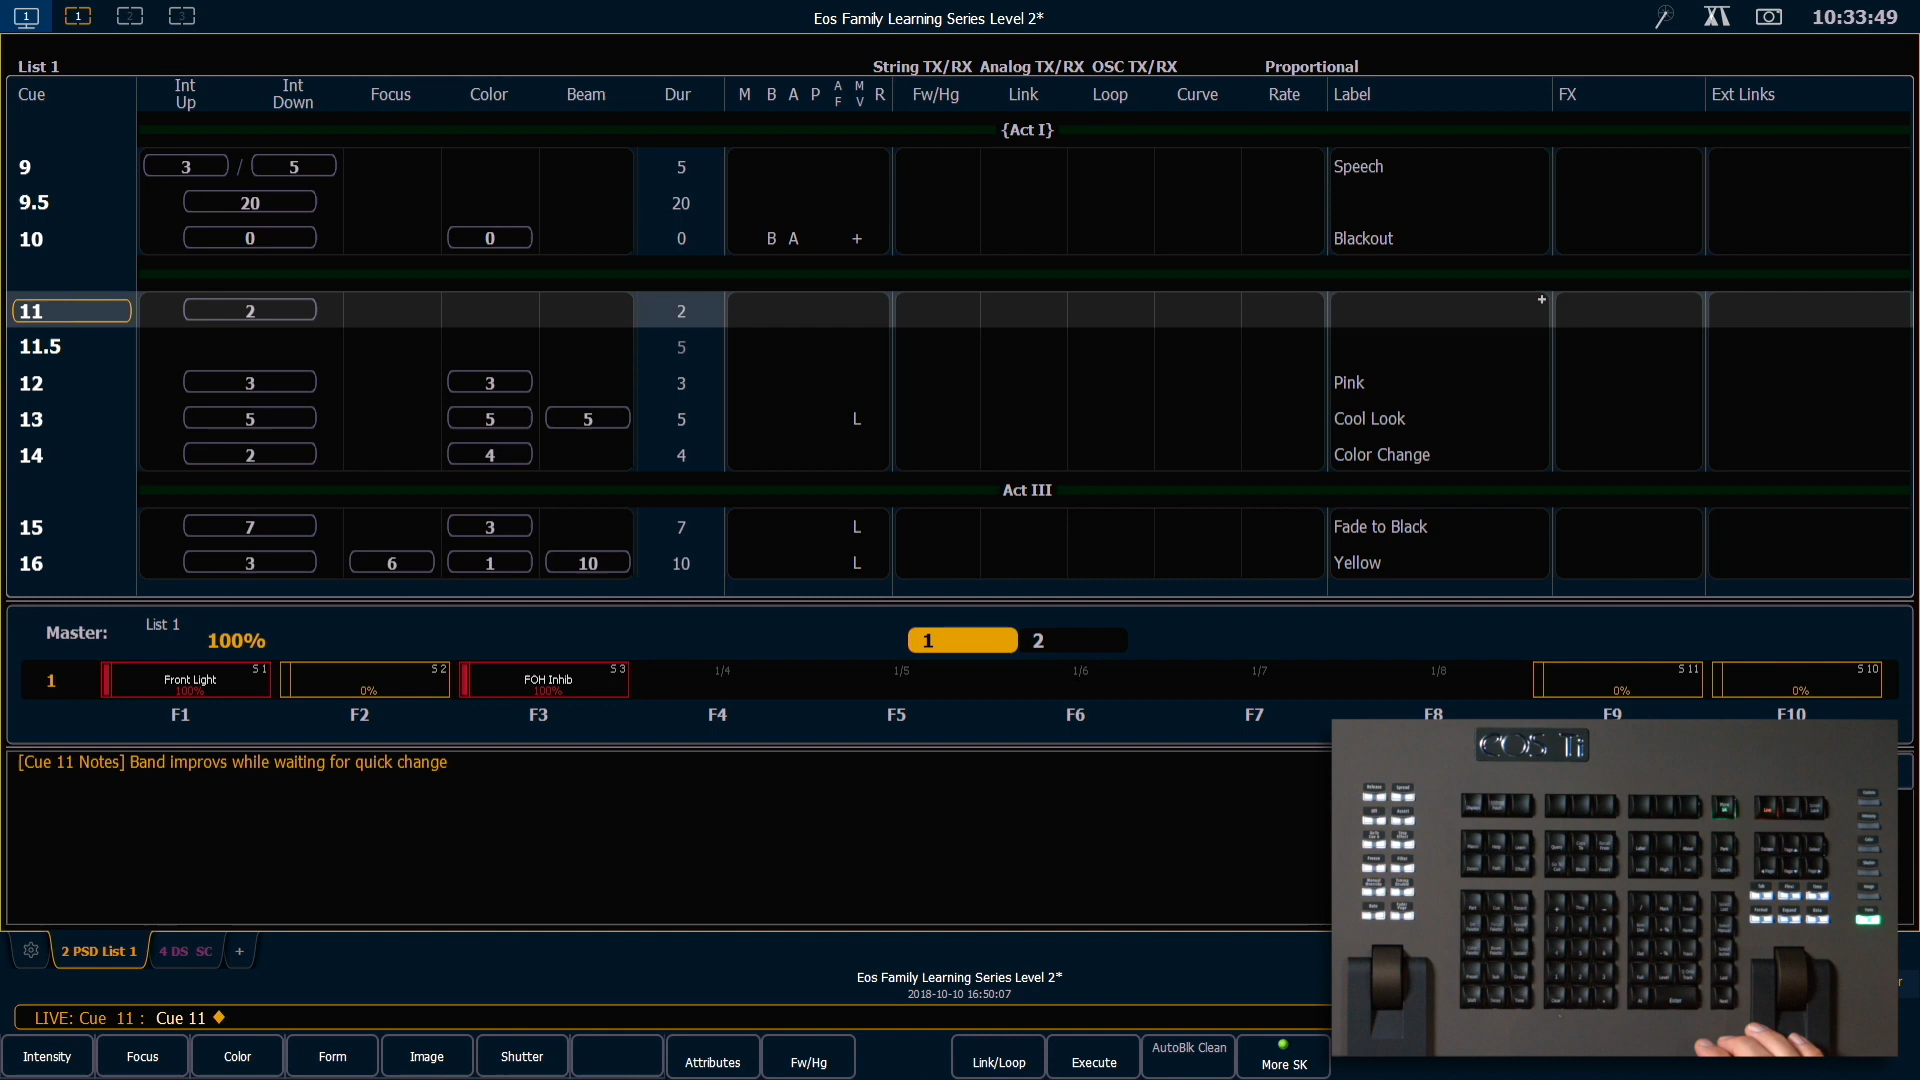 1 1 2 3 Eos Family Learning Series Level 2* 10:33:49
List 1 String TX/RX Analog TX/RX OSC TX/RX Proportional
Cue Int Up Int Down Focus Color Beam Dur M B A P AF MV R Fw/Hg Link Loop Curve Rate Label FX Ext Links
{Act I}
9 3 / 5 5 Speech
9.5 20 20
10 0 0 0 B A + Blackout
11 2 2 +
11.5 5
12 3 3 3 Pink
13 5 5 5 5 L Cool Look
14 2 4 4 Color Change
Act III
15 7 3 7 L Fade to Black
16 3 6 1 10 10 L Yellow
Master: List 1 100% 1 2
1 Front Light 100% S 1 0% S 2 FOH Inhib 100% S 3 1/4 1/5 1/6 1/7 1/8 0% S 11 0% S 10
F1 F2 F3 F4 F5 F6 F7 F8 F9 F10
[Cue 11 Notes] Band improvs while waiting for quick change
2 PSD List 1 4 DS SC +
Eos Family Learning Series Level 2*
2018-10-10 16:50:07
LIVE: Cue 11 : Cue 11
Intensity Focus Color Form Image Shutter Attributes Fw/Hg Link/Loop Execute AutoBlk Clean More SK